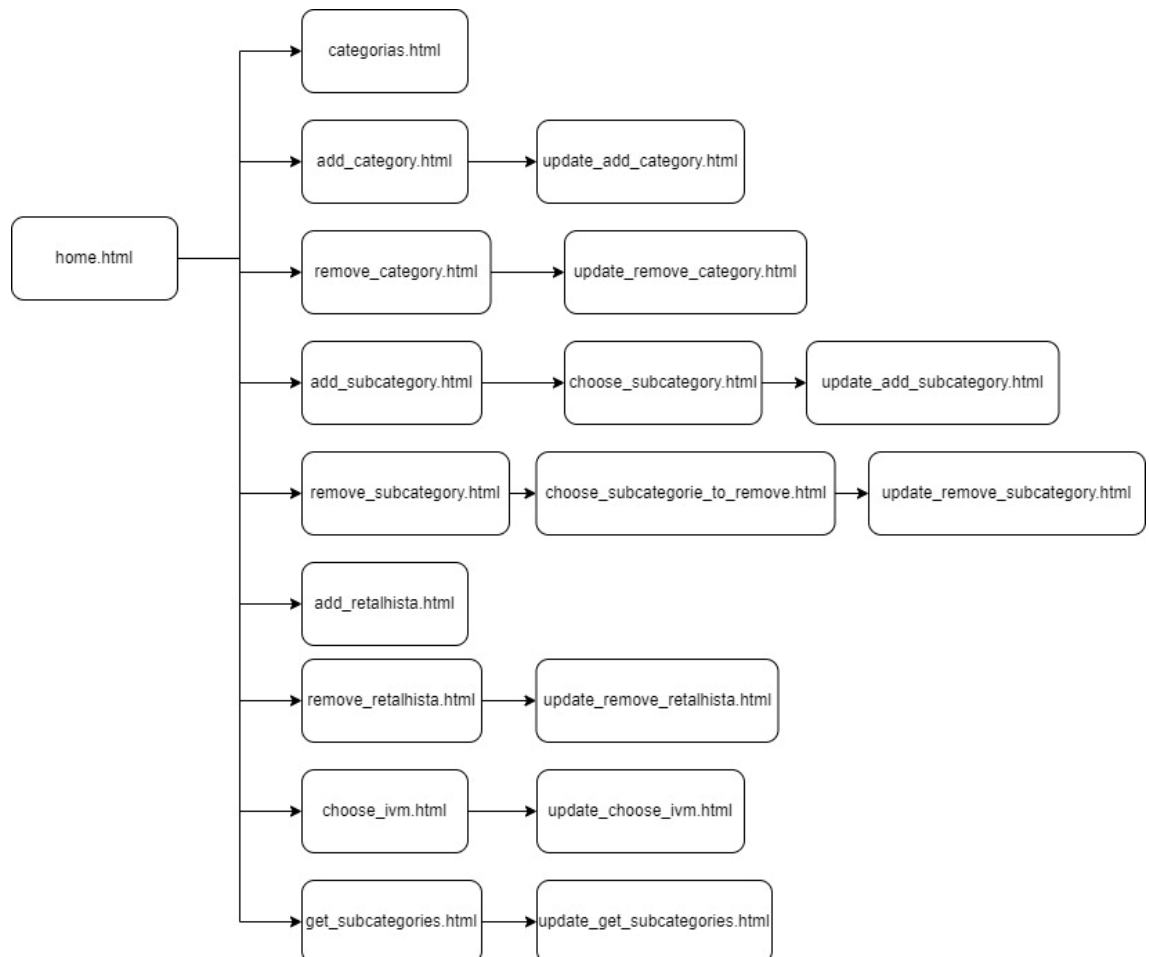 categorias.html
add_category.html
update_add_category.html
home.html
remove_category.html
update_remove_category.html
add_subcategory.html
choose_subcategory.html
update_add_subcategory.html
remove_subcategory.html
choose_subcategorie_to_remove.html
update_remove_subcategory.html
add_retalhista.html
remove_retalhista.html
update_remove_retalhista.html
choose_ivm.html
update_choose_ivm.html
get_subcategories.html
update_get_subcategories.html